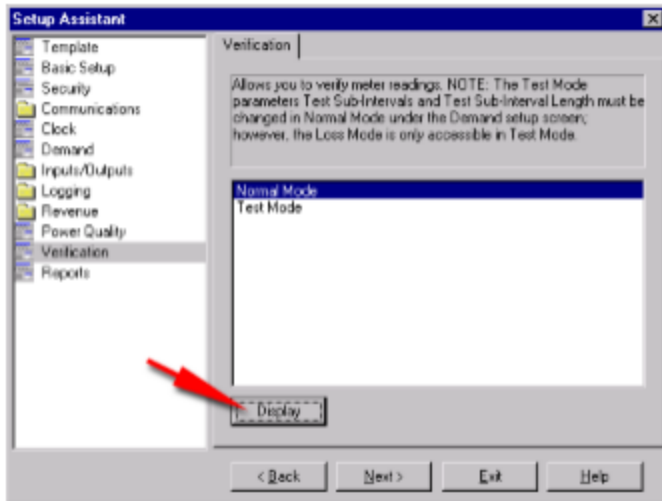 Setup Assistant
Template
Basic Setup
Security
Communications
Clock
Demand
Inputs/Outputs
Logging
Revenue
Power Quality
Verification
Reports
Verification
Allows you to verify meter readings. NOTE: The Test Mode
parameters Test Sub-Intervals and Test Sub-Interval Length must be
changed in Normal Mode under the Demand setup screen;
however, the Loss Mode is only accessible in Test Mode.
Normal Mode
Test Mode
Display
< Back
Next >
Exit
Help